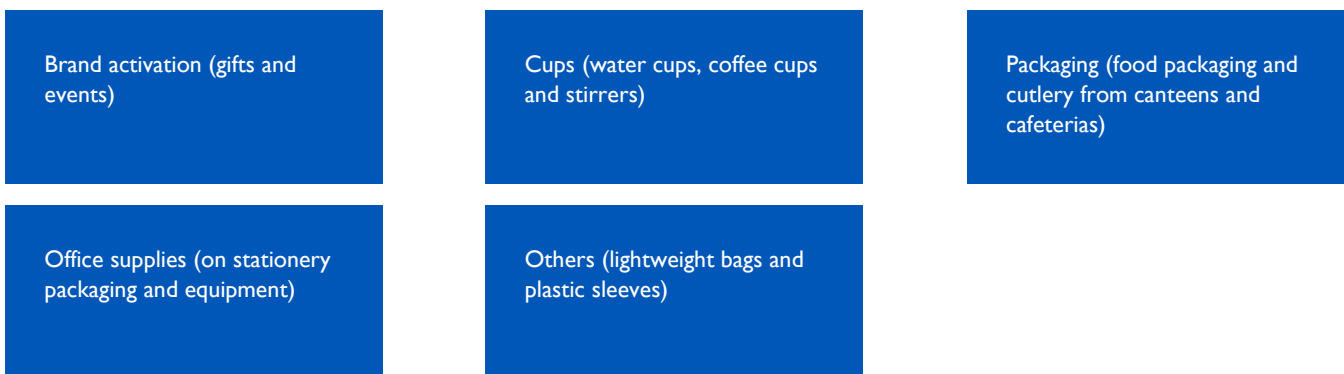 Brand activation (gifts and
events)
Cups (water cups, coffee cups
and stirrers)
Packaging (food packaging and
cutlery from canteens and
cafeterias)
Office supplies (on stationery
packaging and equipment)
Others (lightweight bags and
plastic sleeves)